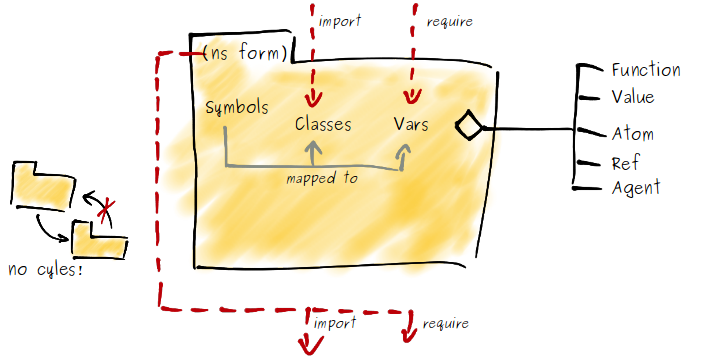 import
require
(ns form)
Function
Value
Symbols
Classes
Vars
Atom
Ref
mapped to
Agent
no cyles!
import
require